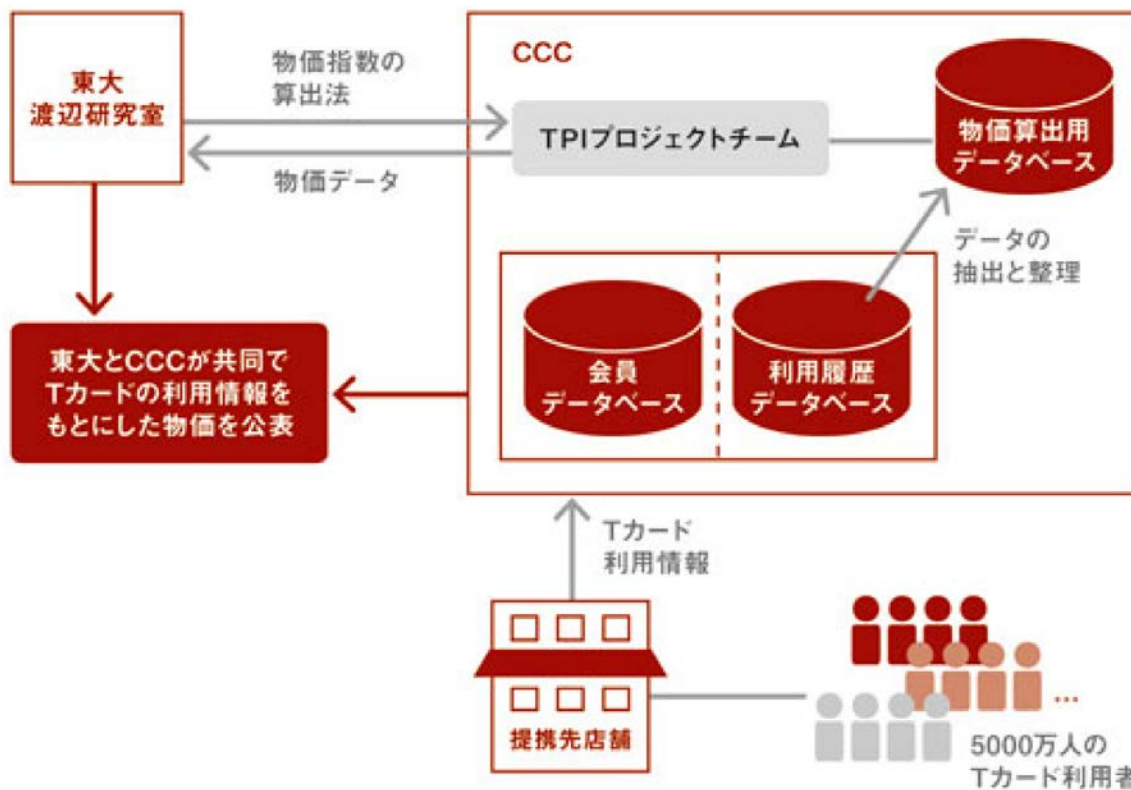 東大
渡辺研究室
物価指数の
算出法
物価データ
CCC
TPIプロジェクトチーム
物価算出用
データベース
データの
抽出と整理
会員
データベース
利用履歴
データベース
東大とCCCが共同で
Tカードの利用情報を
もとにした物価を公表
Tカード
利用情報
提携先店舗
...
5000万人の
Tカード利用者